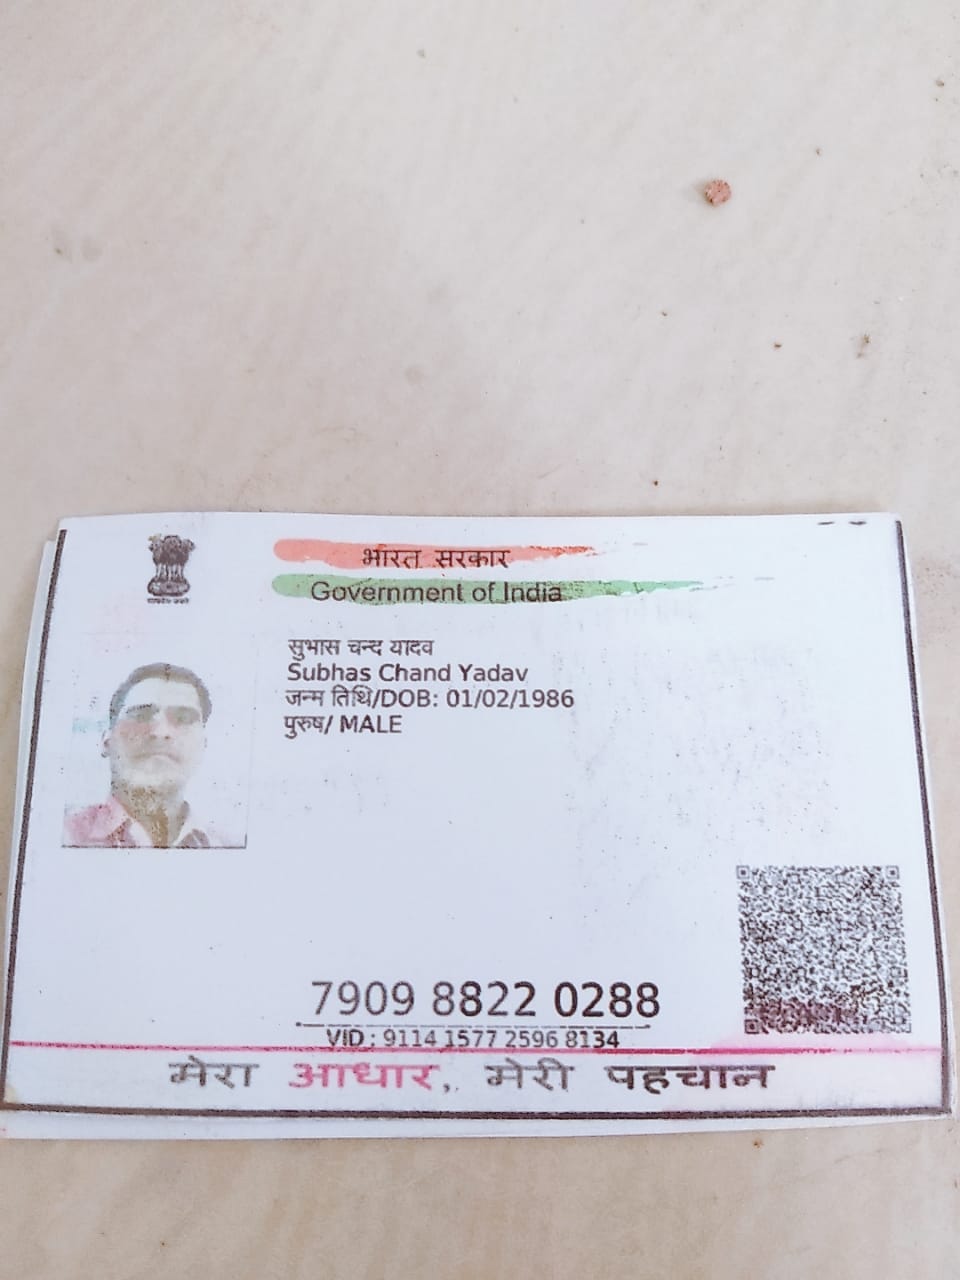 भारत सरकार
Government of India
सुभास चन्द यादव
Subhas Chand Yadav
जन्म तिथि/DOB: 01/02/1986
पुरुष/ MALE
7909 8822 0288
VID : 9114 1577 2596 8134
मेरा आधार, मेरी पहचान